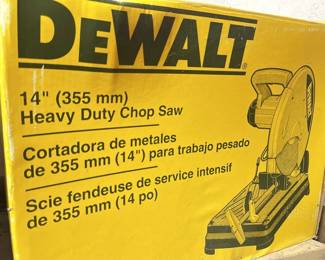 DEWALT®
14" (355 mm)
Heavy Duty Chop Saw
Cortadora de metales
de 355 mm (14") para trabajo pesado
Scie fendeuse de service intensif
de 355 mm (14 po)
DEWALT